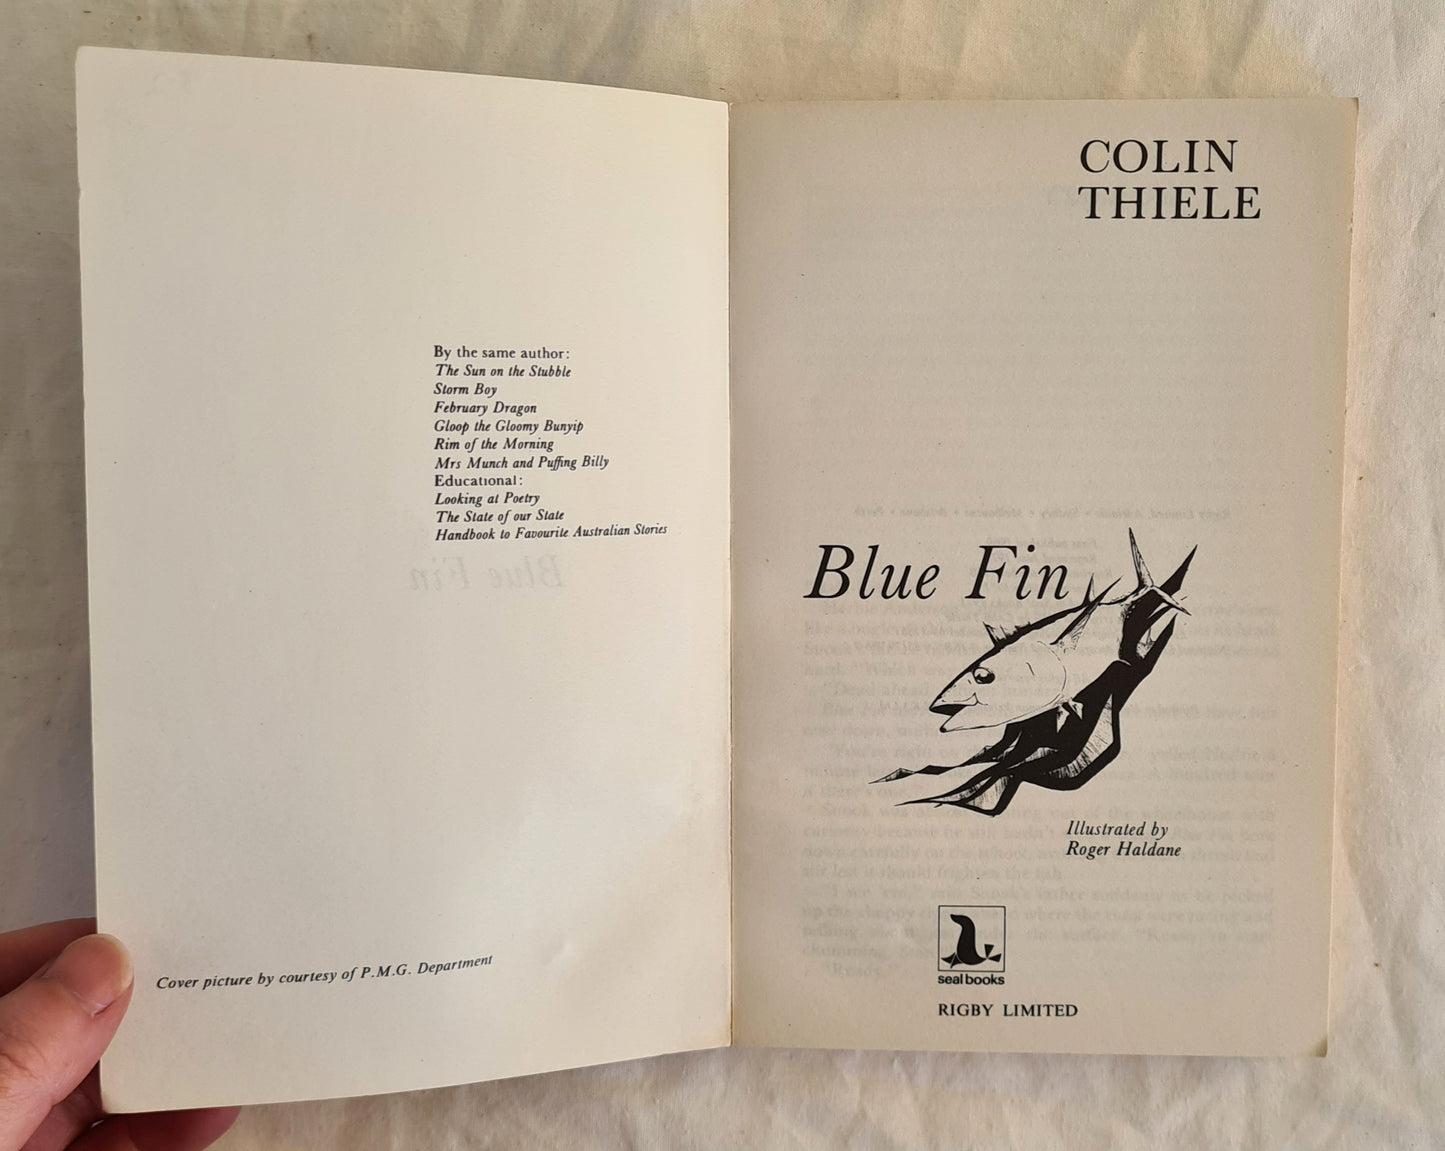 By the same author:
The Sun on the Stubble
Storm Boy
February Dragon
Gloop the Gloomy Bunyip
Rim of the Morning
Mrs Munch and Puffing Billy
Educational:
Looking at Poetry
The State of our State
Handbook to Favourite Australian Stories
Blue Fin
Cover picture by courtesy of P.M.G. Department
COLIN
THIELE
Blue Fin
Illustrated by
Roger Haldane
seal books
RIGBY LIMITED